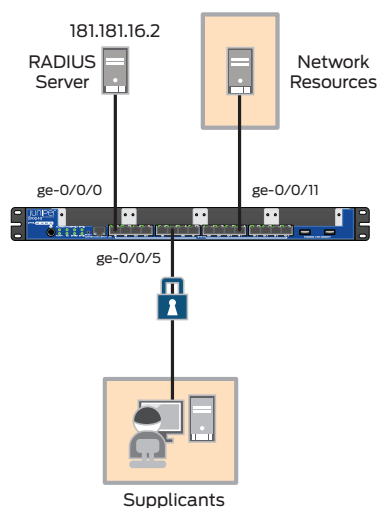 181.181.16.2
RADIUS
Server
Network
Resources
ge-0/0/0
ge-0/0/11
ge-0/0/5
Supplicants